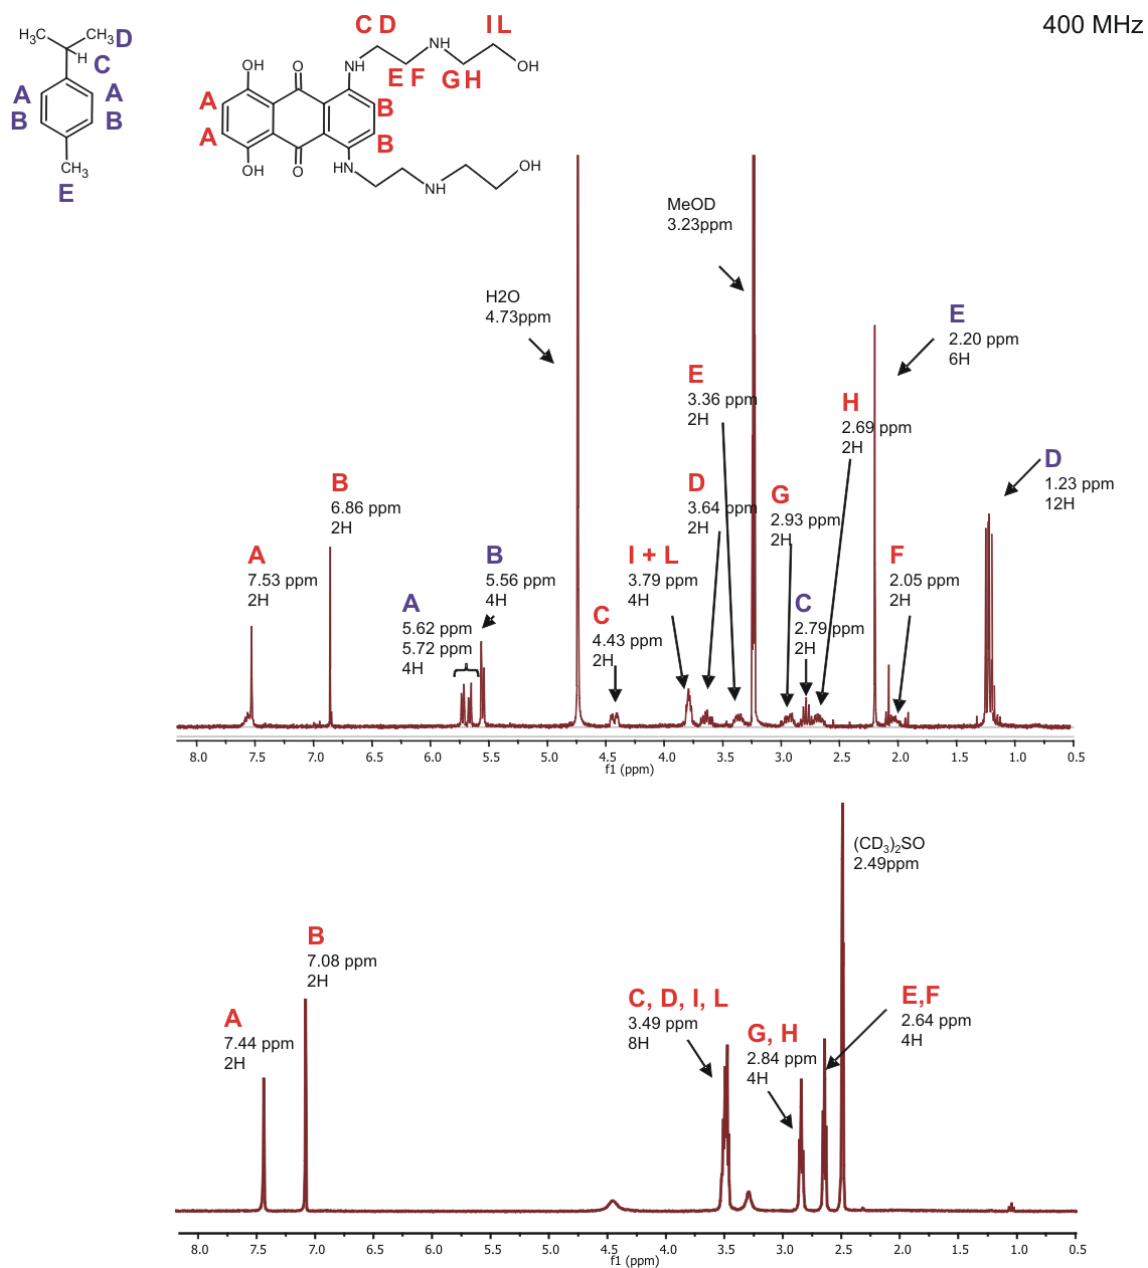 400 MHz
H₃C
CH₃
D
H
C
A
A
B
B
CH₃
E
C D
I L
NH
OH
E F
G H
OH
O
HN
A
B
A
B
OH
O
HN
NH
OH
MeOD
3.23ppm
H2O
4.73ppm
E
2.20 ppm
6H
E
3.36 ppm
2H
H
2.69 ppm
2H
D
1.23 ppm
12H
B
6.86 ppm
2H
D
3.64 ppm
2H
G
2.93 ppm
2H
A
7.53 ppm
2H
B
5.56 ppm
4H
I + L
3.79 ppm
4H
F
2.05 ppm
2H
A
5.62 ppm
5.72 ppm
4H
C
4.43 ppm
2H
C
2.79 ppm
2H
8.0 7.5 7.0 6.5 6.0 5.5 5.0 4.5 4.0 3.5 3.0 2.5 2.0 1.5 1.0 0.5
f1 (ppm)
(CD₃)₂SO
2.49ppm
B
7.08 ppm
2H
A
7.44 ppm
2H
C, D, I, L
3.49 ppm
8H
G, H
2.84 ppm
4H
E,F
2.64 ppm
4H
8.0 7.5 7.0 6.5 6.0 5.5 5.0 4.5 4.0 3.5 3.0 2.5 2.0 1.5 1.0 0.5
f1 (ppm)